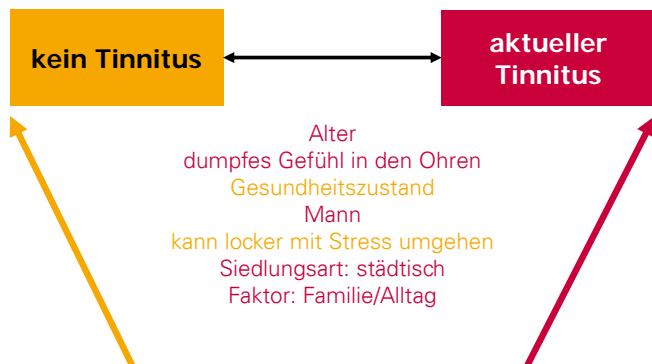 kein Tinnitus
aktueller
Tinnitus
Alter
dumpfes Gefühl in den Ohren
Gesundheitszustand
Mann
kann locker mit Stress umgehen
Siedlungsart: städtisch
Faktor: Familie/Alltag